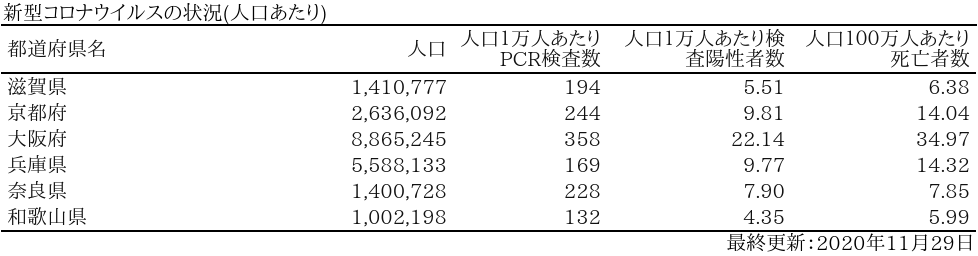 新型コロナウイルスの状況(人口あたり)
都道府県名 人口 人口1万人あたりPCR検査数 人口1万人あたり検査陽性者数 人口100万人あたり死亡者数
滋賀県 1,410,777 194 5.51 6.38
京都府 2,636,092 244 9.81 14.04
大阪府 8,865,245 358 22.14 34.97
兵庫県 5,588,133 169 9.77 14.32
奈良県 1,400,728 228 7.90 7.85
和歌山県 1,002,198 132 4.35 5.99
最終更新：2020年11月29日